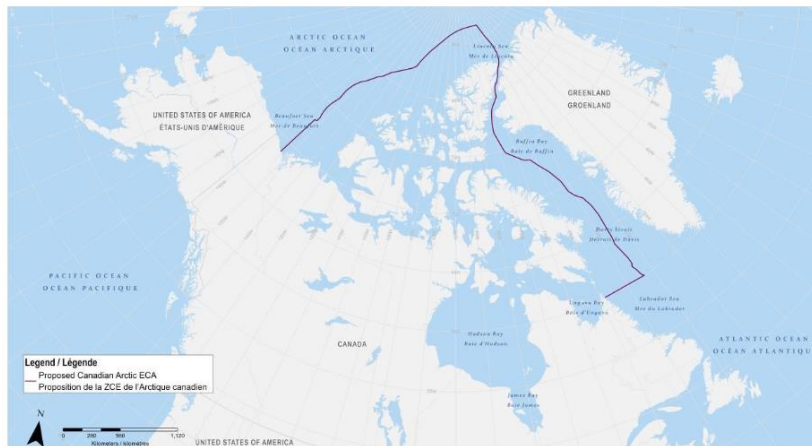 ARCTIC OCEAN
OCÉAN ARCTIQUE
Lincoln Sea
Mer de Lincoln
GREENLAND
GROENLAND
UNITED STATES OF AMERICA
ÉTATS-UNIS D'AMÉRIQUE
Beaufort Sea
Mer de Beaufort
Baffin Bay
Baie de Baffin
Davis Strait
Détroit de Davis
PACIFIC OCEAN
OCÉAN PACIFIQUE
Ungava Bay
Baie d'Ungava
Labrador Sea
Mer du Labrador
Hudson Bay
Baie d'Hudson
CANADA
ATLANTIC OCEAN
OCÉAN ATLANTIQUE
Legend / Légende
Proposed Canadian Arctic ECA
Proposition de la ZCE de l'Arctique canadien
James Bay
Baie James
N
0
280
560
1,120
Kilometers / kilomètres
UNITED STATES OF AMERICA